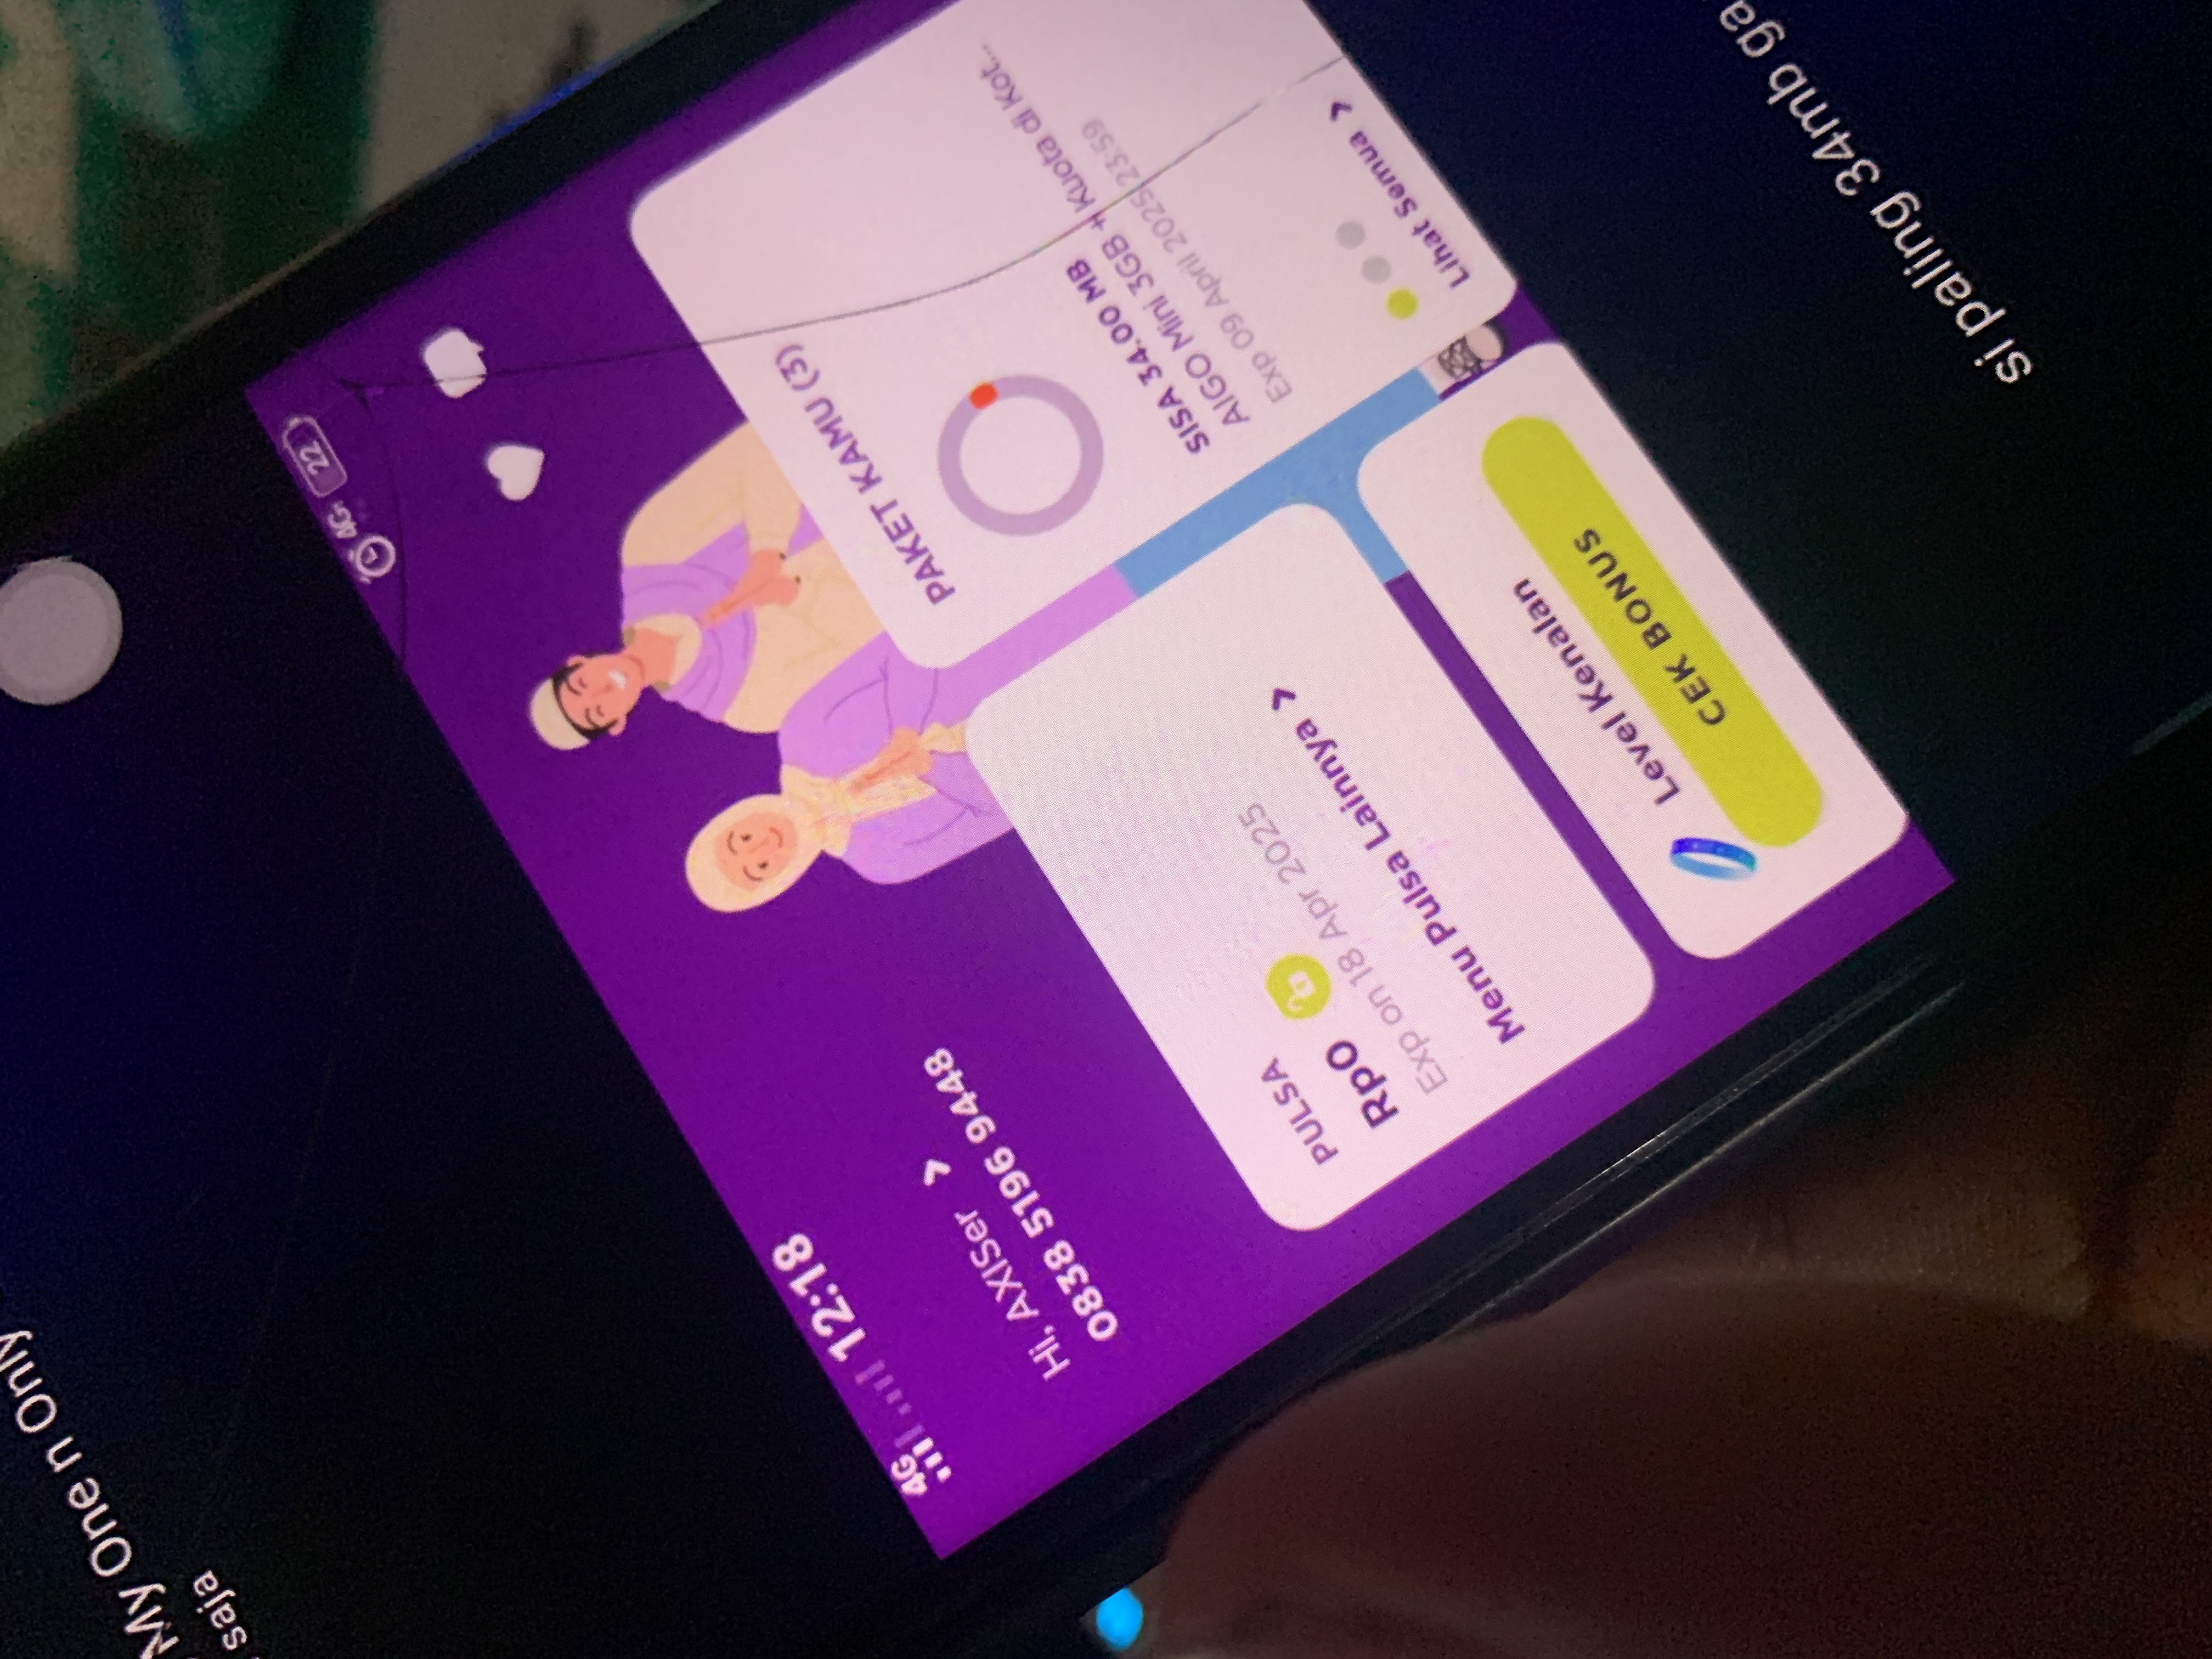 My One n Only
saja
4G 12:18 4G 22
Hi, AXISer >
0838 5196 9448
PULSA
Rp0
Exp on 18 Apr 2025
Menu Pulsa Lainnya >
Level Kenalan
CEK BONUS
PAKET KAMU (3)
SISA 34.00 MB
AIGO Mini 3GB + Kuota di Kot...
Exp 09 April 2025 23:59
Lihat Semua >
si paling 34mb ga